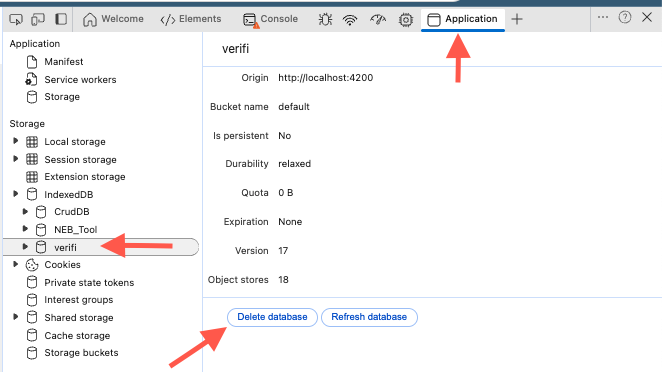 Welcome
Elements
Console
Application
Application
Manifest
Service workers
Storage
Storage
Local storage
Session storage
Extension storage
IndexedDB
CrudDB
NEB_Tool
verifi
Cookies
Private state tokens
Interest groups
Shared storage
Cache storage
Storage buckets
verifi
Origin http://localhost:4200
Bucket name default
Is persistent No
Durability relaxed
Quota 0 B
Expiration None
Version 17
Object stores 18
Delete database Refresh database